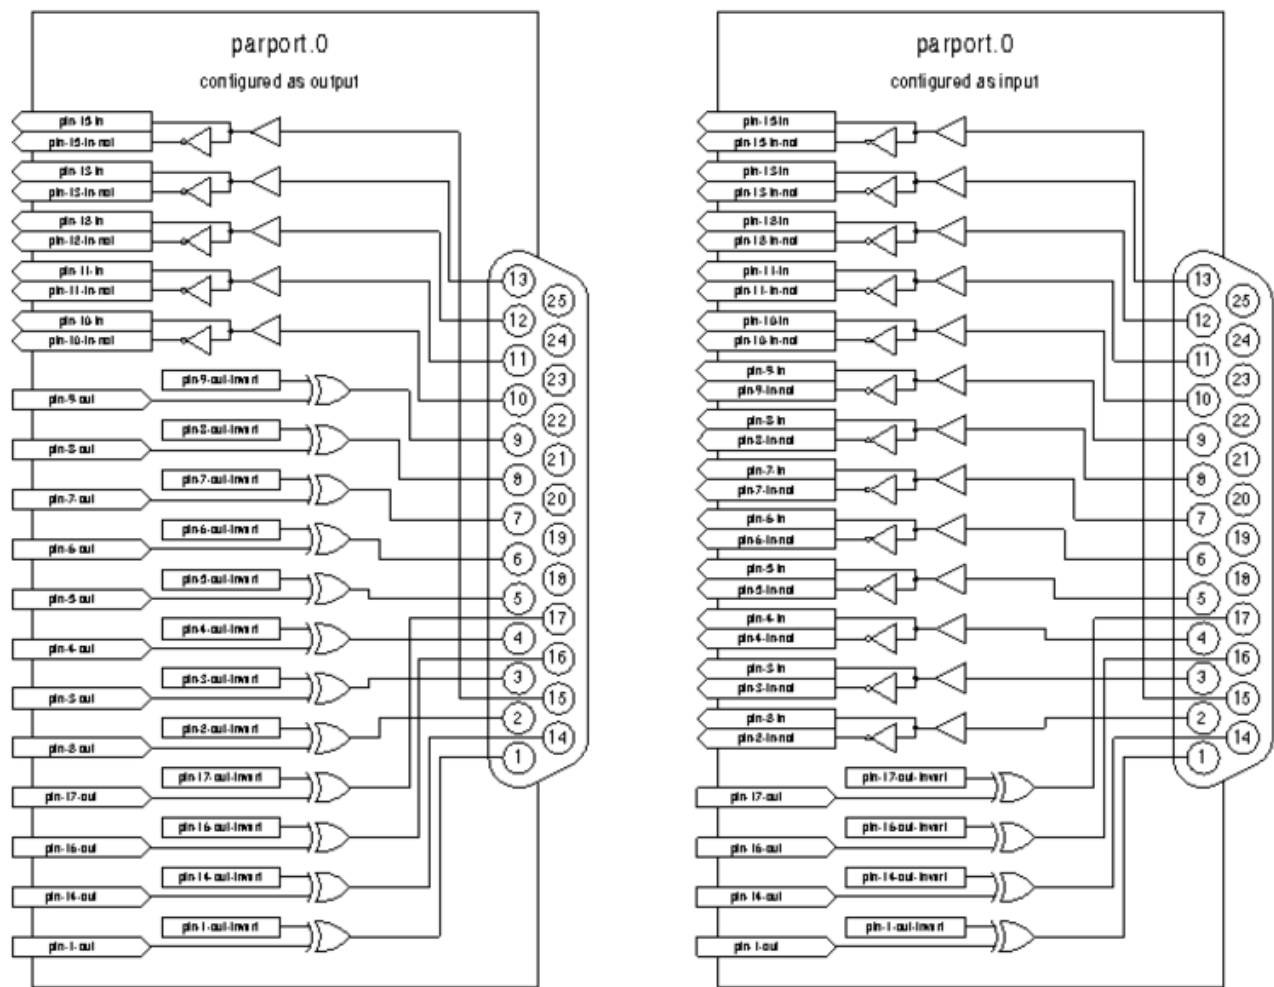 parport.0
configured as output
pin-15-in
pin-15-in-not
pin-13-in
pin-13-in-not
pin-12-in
pin-12-in-not
pin-11-in
pin-11-in-not
pin-10-in
pin-10-in-not
pin-9-out-invert
pin-9-out
pin-8-out-invert
pin-8-out
pin-7-out-invert
pin-7-out
pin-6-out-invert
pin-6-out
pin-5-out-invert
pin-5-out
pin-4-out-invert
pin-4-out
pin-3-out-invert
pin-3-out
pin-2-out-invert
pin-2-out
pin-17-out-invert
pin-17-out
pin-16-out-invert
pin-16-out
pin-14-out-invert
pin-14-out
pin-1-out-invert
pin-1-out
13
25
12
24
11
23
10
22
9
21
8
20
7
19
6
18
5
17
4
16
3
15
2
14
1
parport.0
configured as input
pin-15-in
pin-15-in-not
pin-13-in
pin-13-in-not
pin-12-in
pin-12-in-not
pin-11-in
pin-11-in-not
pin-10-in
pin-10-in-not
pin-9-in
pin-9-in-not
pin-8-in
pin-8-in-not
pin-7-in
pin-7-in-not
pin-6-in
pin-6-in-not
pin-5-in
pin-5-in-not
pin-4-in
pin-4-in-not
pin-3-in
pin-3-in-not
pin-2-in
pin-2-in-not
pin-17-out-invert
pin-17-out
pin-16-out-invert
pin-16-out
pin-14-out-invert
pin-14-out
pin-1-out-invert
pin-1-out
13
25
12
24
11
23
10
22
9
21
8
20
7
19
6
18
5
17
4
16
3
15
2
14
1